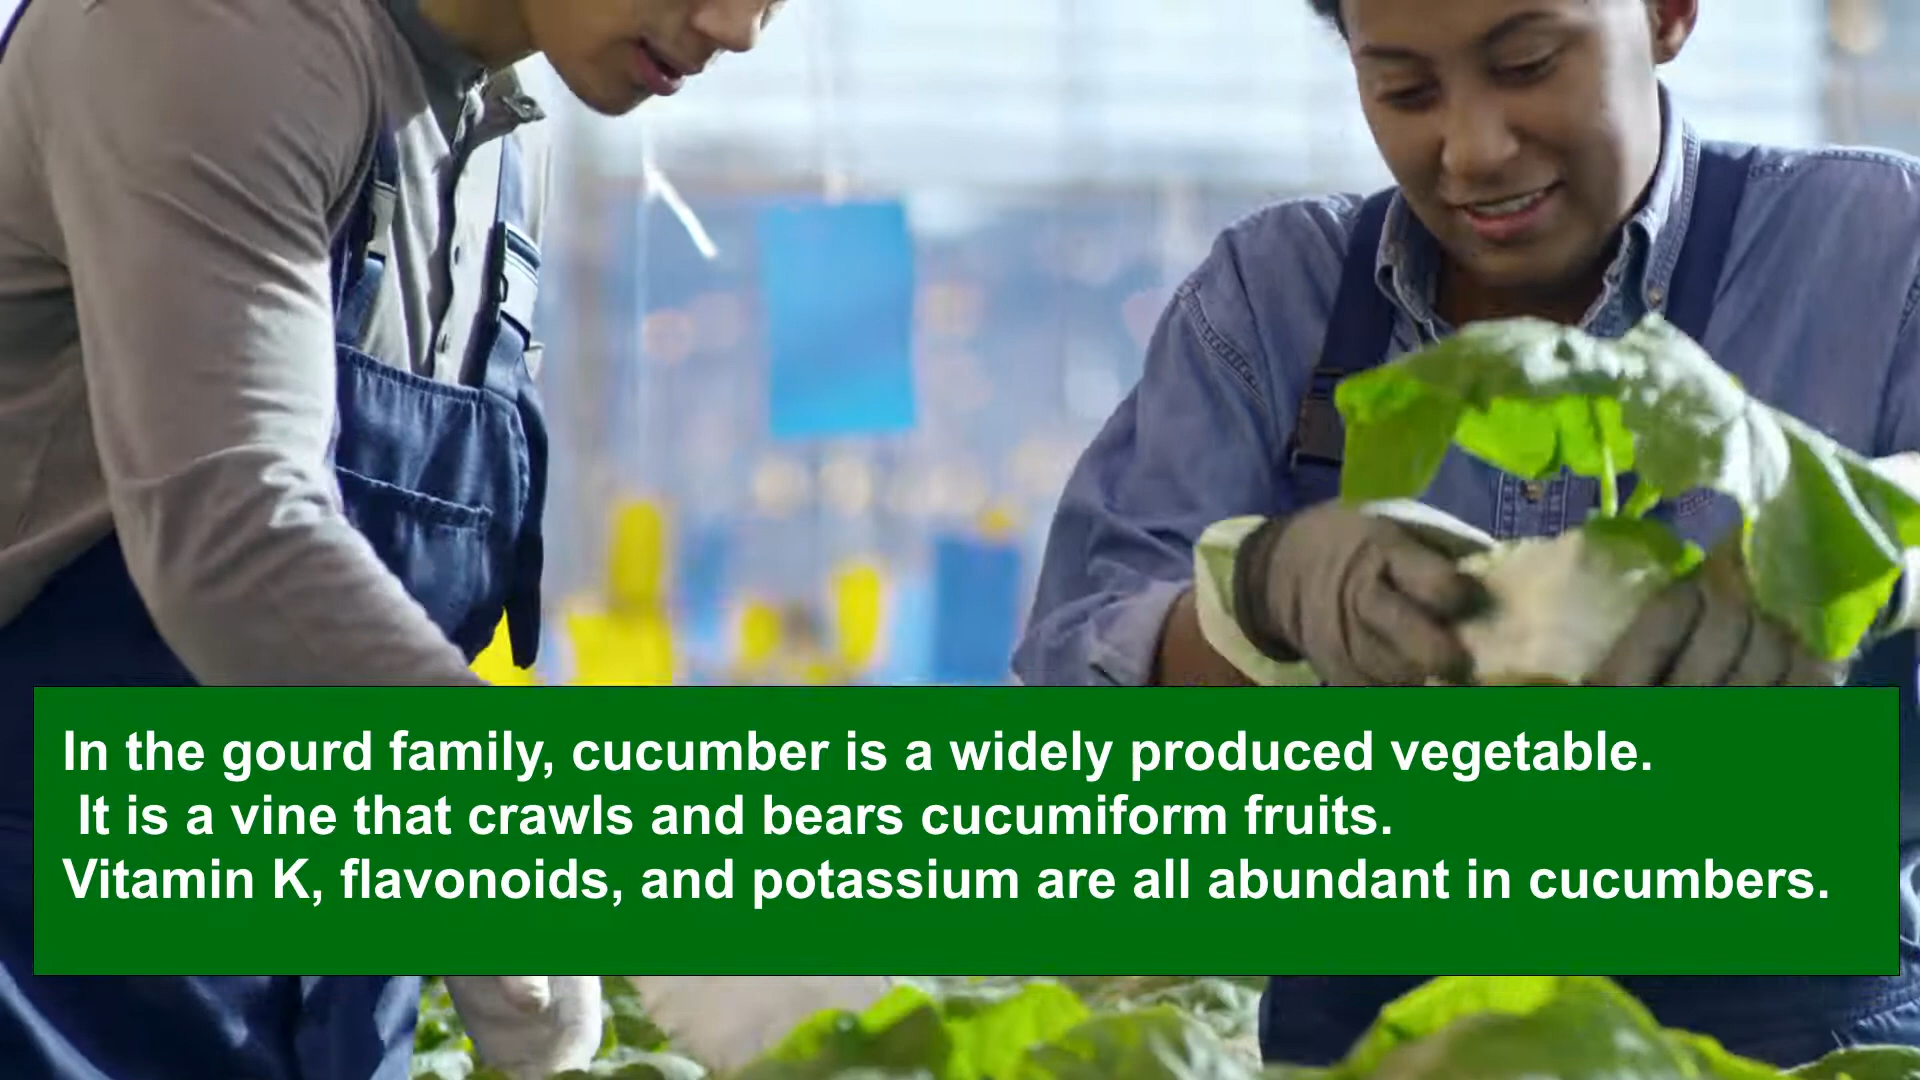 In the gourd family, cucumber is a widely produced vegetable.
It is a vine that crawls and bears cucumiform fruits.
Vitamin K, flavonoids, and potassium are all abundant in cucumbers.